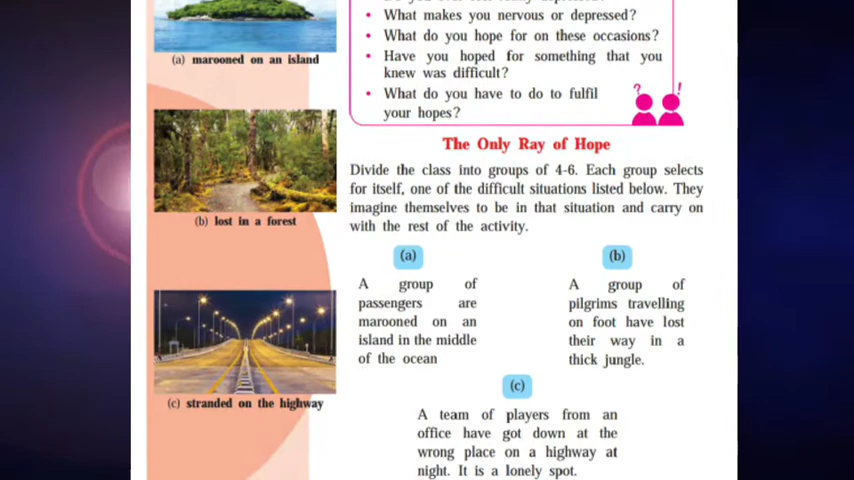 • What makes you nervous or depressed?
• What do you hope for on these occasions?
• Have you hoped for something that you
knew was difficult?
• What do you have to do to fulfil
your hopes?
? !
(a) marooned on an island
(b) lost in a forest
(c) stranded on the highway
The Only Ray of Hope
Divide the class into groups of 4-6. Each group selects
for itself, one of the difficult situations listed below. They
imagine themselves to be in that situation and carry on
with the rest of the activity.
(a)
A group of
passengers are
marooned on an
island in the middle
of the ocean
(b)
A group of
pilgrims travelling
on foot have lost
their way in a
thick jungle.
(c)
A team of players from an
office have got down at the
wrong place on a highway at
night. It is a lonely spot.